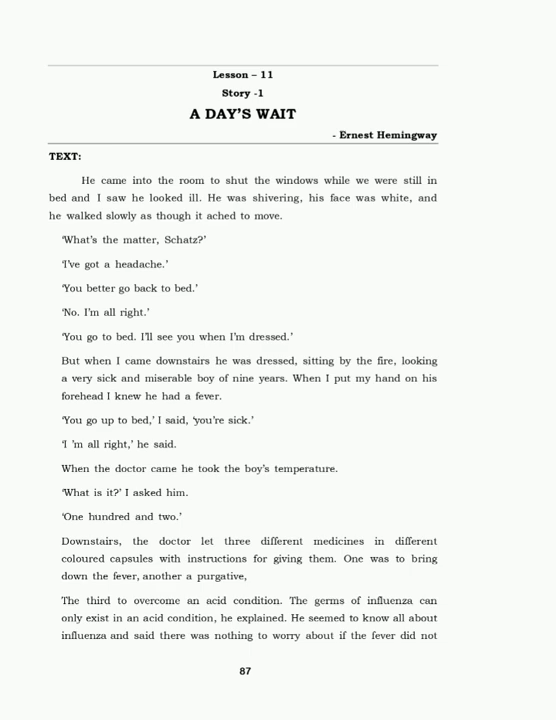 Lesson – 11
Story -1
A DAY'S WAIT
- Ernest Hemingway
TEXT:
He came into the room to shut the windows while we were still in
bed and I saw he looked ill. He was shivering, his face was white, and
he walked slowly as though it ached to move.
'What's the matter, Schatz?'
'I've got a headache.'
'You better go back to bed.'
'No. I'm all right.'
'You go to bed. I'll see you when I'm dressed.'
But when I came downstairs he was dressed, sitting by the fire, looking
a very sick and miserable boy of nine years. When I put my hand on his
forehead I knew he had a fever.
'You go up to bed,' I said, 'you're sick.'
'I 'm all right,' he said.
When the doctor came he took the boy's temperature.
'What is it?' I asked him.
'One hundred and two.'
Downstairs, the doctor let three different medicines in different
coloured capsules with instructions for giving them. One was to bring
down the fever, another a purgative,
The third to overcome an acid condition. The germs of influenza can
only exist in an acid condition, he explained. He seemed to know all about
influenza and said there was nothing to worry about if the fever did not
87